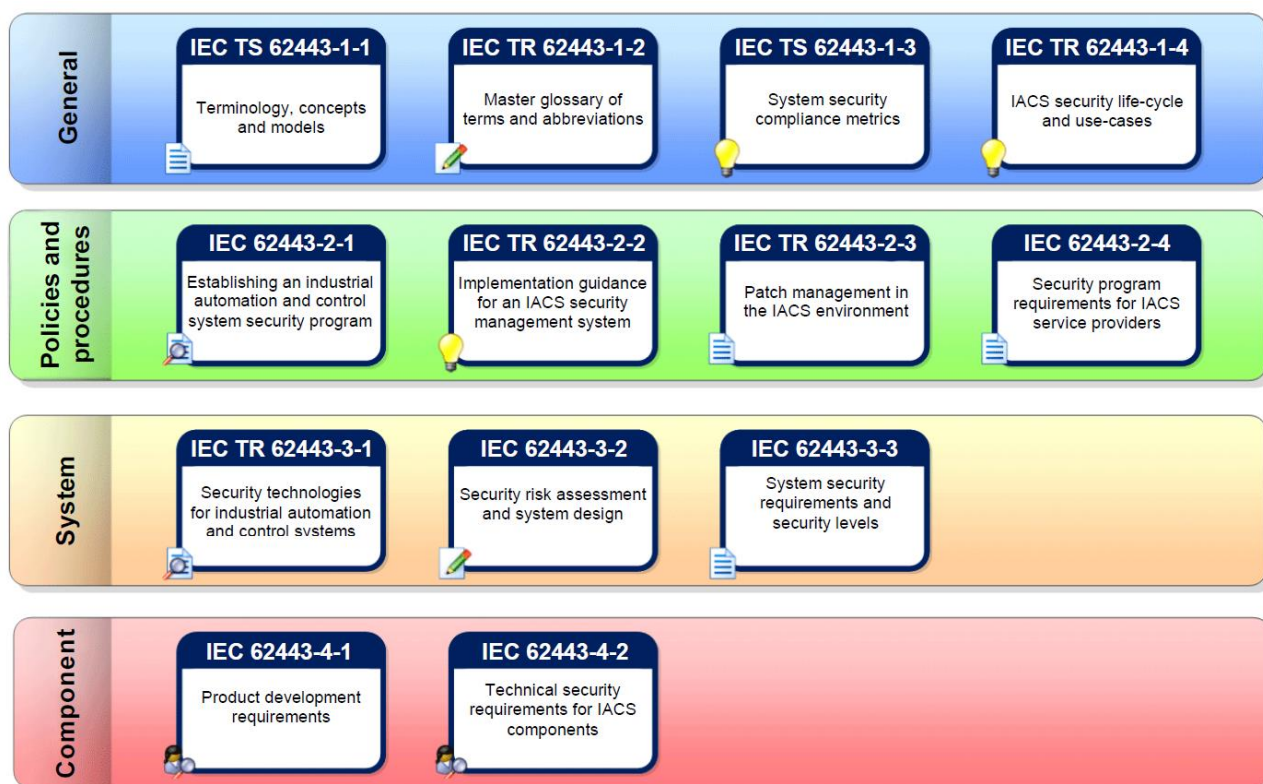 General
IEC TS 62443-1-1
Terminology, concepts
and models
IEC TR 62443-1-2
Master glossary of
terms and abbreviations
IEC TS 62443-1-3
System security
compliance metrics
IEC TR 62443-1-4
IACS security life-cycle
and use-cases
Policies and
procedures
IEC 62443-2-1
Establishing an industrial
automation and control
system security program
IEC TR 62443-2-2
Implementation guidance
for an IACS security
management system
IEC TR 62443-2-3
Patch management in
the IACS environment
IEC 62443-2-4
Security program
requirements for IACS
service providers
System
IEC TR 62443-3-1
Security technologies
for industrial automation
and control systems
IEC 62443-3-2
Security risk assessment
and system design
IEC 62443-3-3
System security
requirements and
security levels
Component
IEC 62443-4-1
Product development
requirements
IEC 62443-4-2
Technical security
requirements for IACS
components